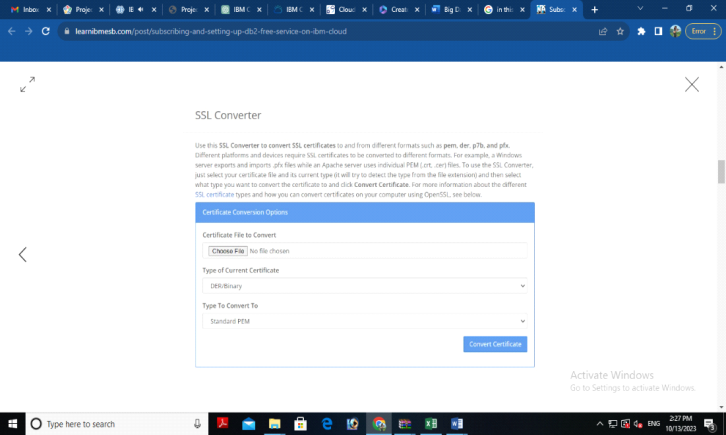 Inbox
Projec
IE
Projec
IBM C
IBM C
Cloud
Create
Big D
in thi
Subsc
learnibmesb.com/post/subscribing-and-setting-up-db2-free-service-on-ibm-cloud
Error
SSL Converter
Use this SSL Converter to convert SSL certificates to and from different formats such as pem, der, p7b, and pfx.
Different platforms and devices require SSL certificates to be converted to different formats. For example, a Windows
server exports and imports .pfx files while an Apache server uses individual PEM (.crt, .cer) files. To use the SSL Converter,
just select your certificate file and its current type (it will try to detect the type from the file extension) and then select
what type you want to convert the certificate to and click Convert Certificate. For more information about the different
SSL certificate types and how you can convert certificates on your computer using OpenSSL, see below.
Certificate Conversion Options
Certificate File to Convert
Choose File No file chosen
Type of Current Certificate
DER/Binary
Type To Convert To
Standard PEM
Convert Certificate
Activate Windows
Go to Settings to activate Windows.
Type here to search
ENG
2:27 PM
10/13/2023
3